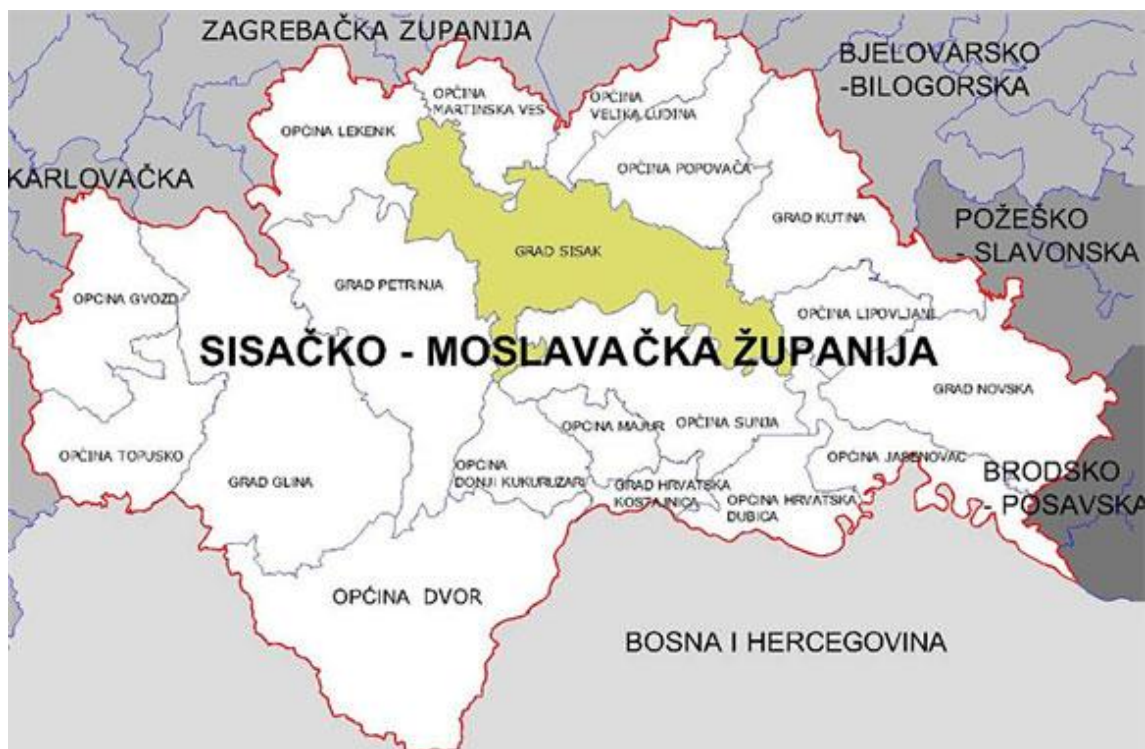 ZAGREBAČKA ŽUPANIJA
BJELOVARSKO
-BILOGORSKA
OPĆINA
MARTINSKA VES
OPĆINA
VELIKA LUDINA
OPĆINA LEKENIK
OPĆINA POPOVAČA
KARLOVAČKA
GRAD KUTINA
POŽEŠKO
- SLAVONSKA
GRAD SISAK
GRAD PETRINJA
OPĆINA GVOZD
OPĆINA LIPOVLJANI
SISAČKO - MOSLAVAČKA ŽUPANIJA
GRAD NOVSKA
OPĆINA MAJUR
OPĆINA SUNJA
OPĆINA TOPUSKO
GRAD GLINA
OPĆINA
DONJI KUKURUZARI
OPĆINA JASENOVAC
GRAD HRVATSKA
KOSTAJNICA
OPĆINA HRVATSKA
DUBICA
BRODSKO
- POSAVSKA
OPĆINA DVOR
BOSNA I HERCEGOVINA